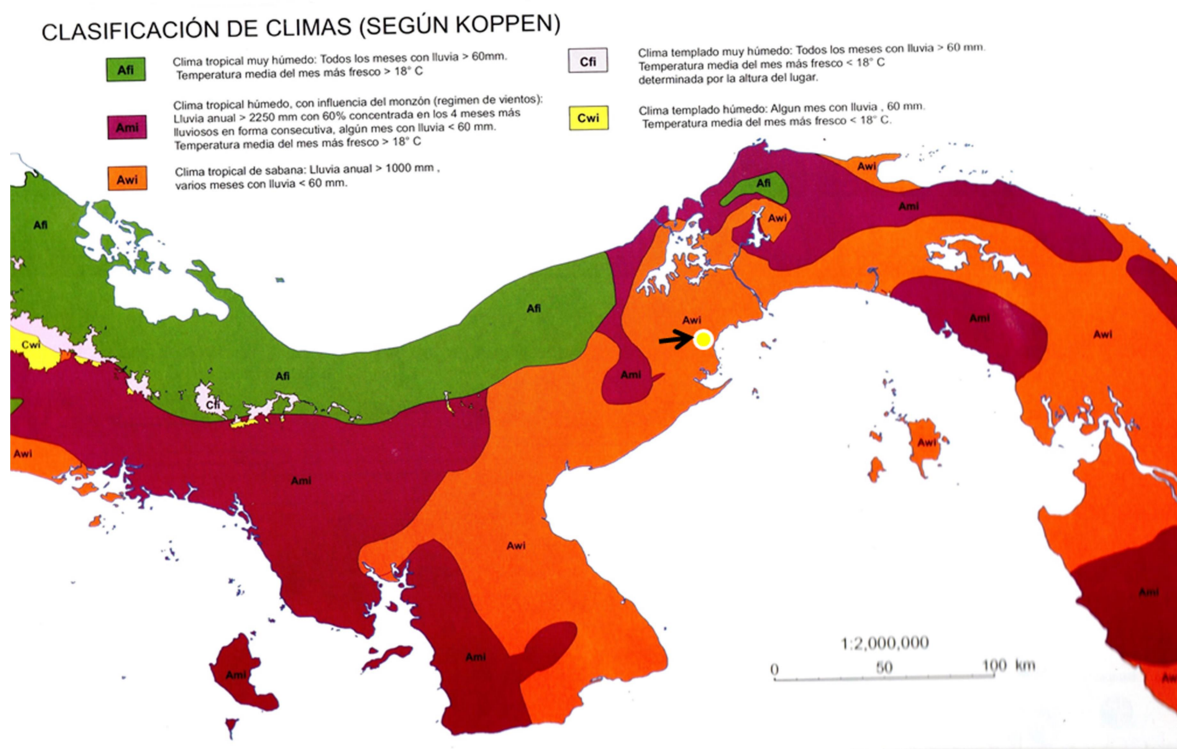 CLASIFICACIÓN DE CLIMAS (SEGÚN KOPPEN)
Afi
Clima tropical muy húmedo: Todos los meses con lluvia > 60mm.
Temperatura media del mes más fresco > 18° C
Ami
Clima tropical húmedo, con influencia del monzón (regimen de vientos):
Lluvia anual > 2250 mm con 60% concentrada en los 4 meses más
lluviosos en forma consecutiva, algún mes con lluvia < 60 mm.
Temperatura media del mes más fresco > 18° C
Awi
Clima tropical de sabana: Lluvia anual > 1000 mm ,
varios meses con lluvia < 60 mm.
Cfi
Clima templado muy húmedo: Todos los meses con lluvia > 60 mm.
Temperatura media del mes más fresco < 18° C
determinada por la altura del lugar.
Cwi
Clima templado húmedo: Algun mes con lluvia , 60 mm.
Temperatura media del mes más fresco < 18° C.
Awi
Afi
Ami
Awi
Afi
Afi
Awi
Ami
Awi
Cwi
Ami
Afi
Cfi
Awi
Awi
Ami
Awi
Ami
Ami
Ami
Ami
1:2,000,000
0 50 100 km
Aw